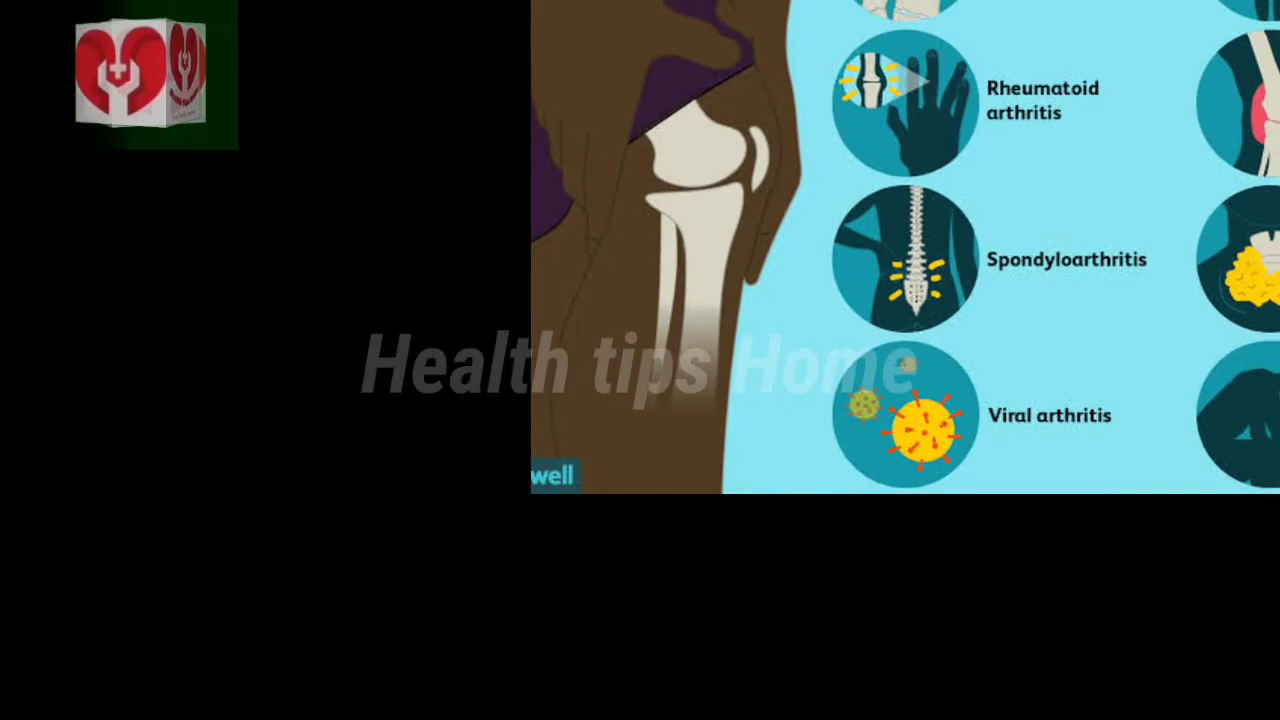 Rheumatoid
arthritis
Spondyloarthritis
Health tips Home
Viral arthritis
well